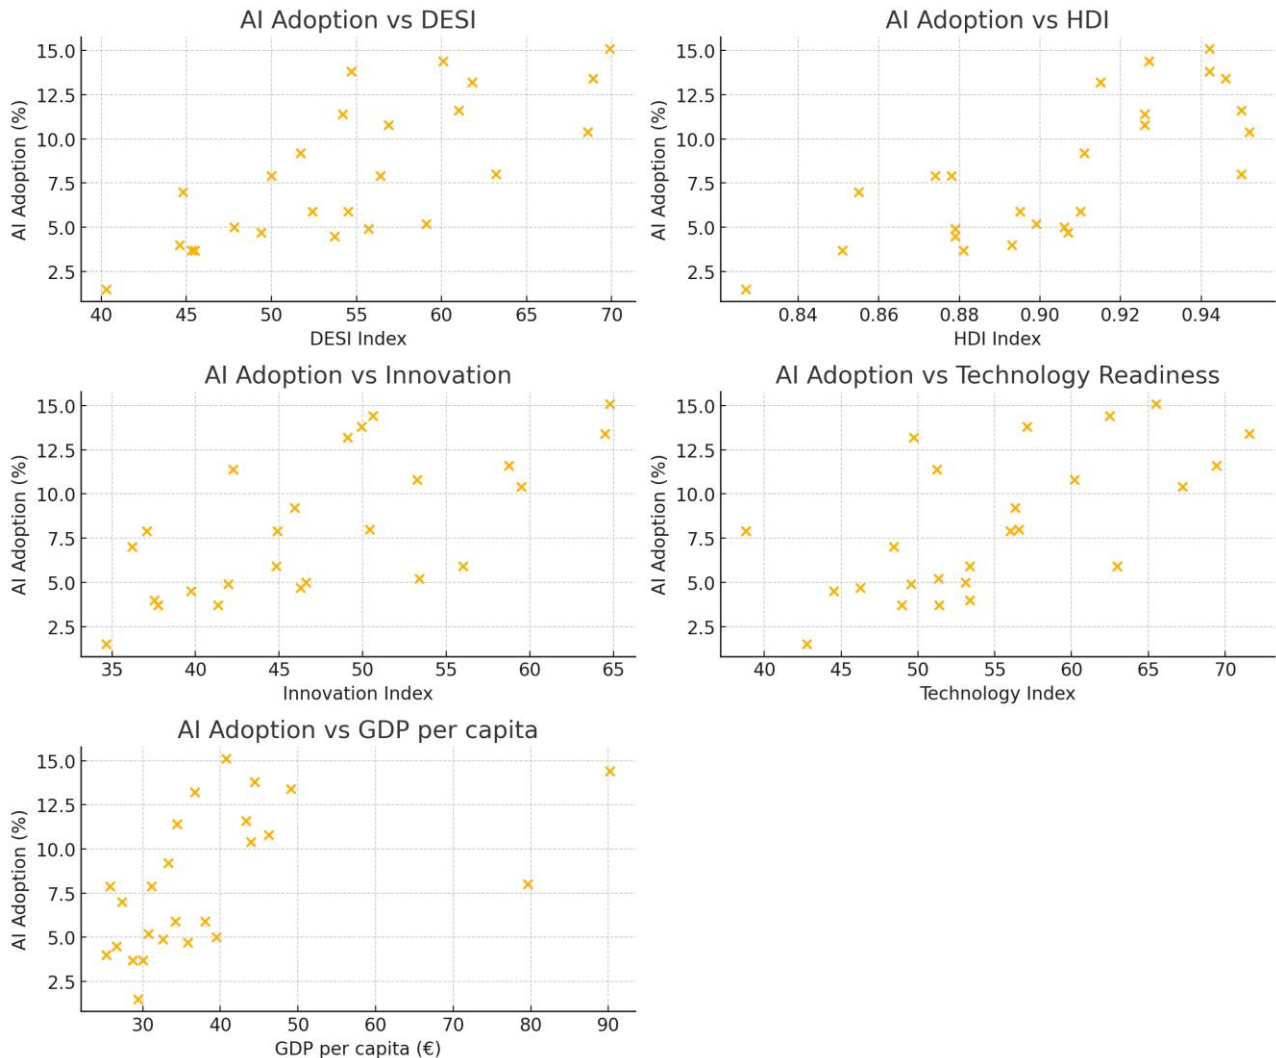 AI Adoption vs DESI
AI Adoption (%)
15.0
12.5
10.0
7.5
5.0
2.5
40 45 50 55 60 65 70
DESI Index
AI Adoption vs HDI
AI Adoption (%)
15.0
12.5
10.0
7.5
5.0
2.5
0.84 0.86 0.88 0.90 0.92 0.94
HDI Index
AI Adoption vs Innovation
AI Adoption (%)
15.0
12.5
10.0
7.5
5.0
2.5
35 40 45 50 55 60 65
Innovation Index
AI Adoption vs Technology Readiness
AI Adoption (%)
15.0
12.5
10.0
7.5
5.0
2.5
40 45 50 55 60 65 70
Technology Index
AI Adoption vs GDP per capita
AI Adoption (%)
15.0
12.5
10.0
7.5
5.0
2.5
30 40 50 60 70 80 90
GDP per capita (€)